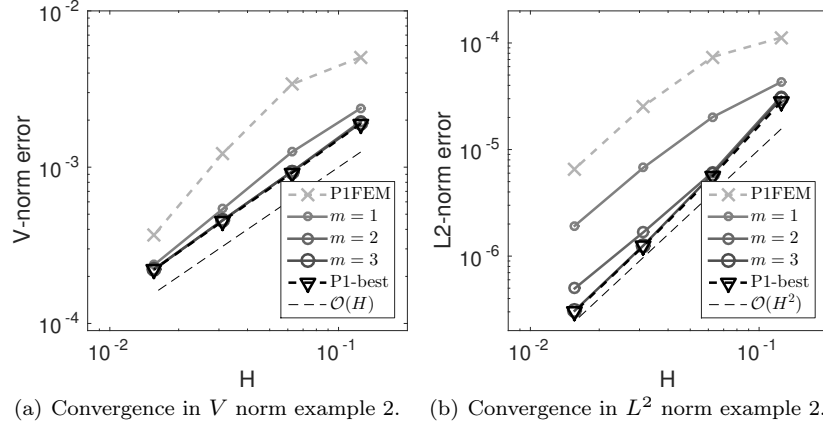 10⁻²
10⁻³
10⁻⁴
V-norm error
10⁻²
10⁻¹
H
P1FEM
m = 1
m = 2
m = 3
P1-best
𝒪(H)
(a) Convergence in V norm example 2.
10⁻⁴
10⁻⁵
10⁻⁶
L2-norm error
10⁻²
10⁻¹
H
P1FEM
m = 1
m = 2
m = 3
P1-best
𝒪(H²)
(b) Convergence in L² norm example 2.